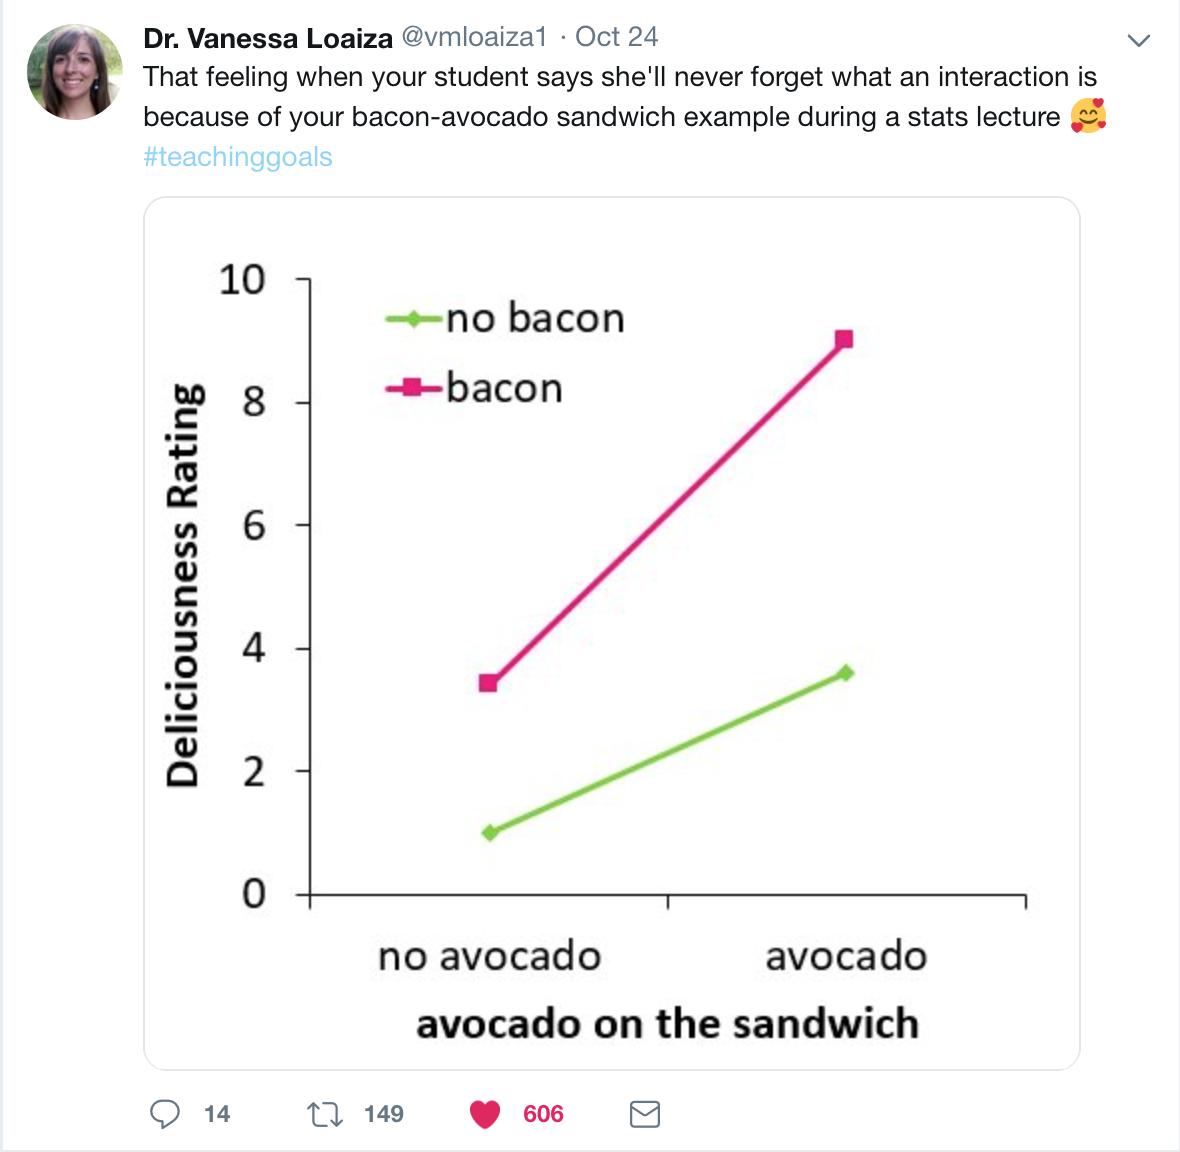 Dr. Vanessa Loaiza @vmloaiza1 · Oct 24
That feeling when your student says she'll never forget what an interaction is
because of your bacon-avocado sandwich example during a stats lecture 🥰
#teachinggoals
10
no bacon
bacon
8
6
4
2
0
Deliciousness Rating
no avocado avocado
avocado on the sandwich
14 149 606